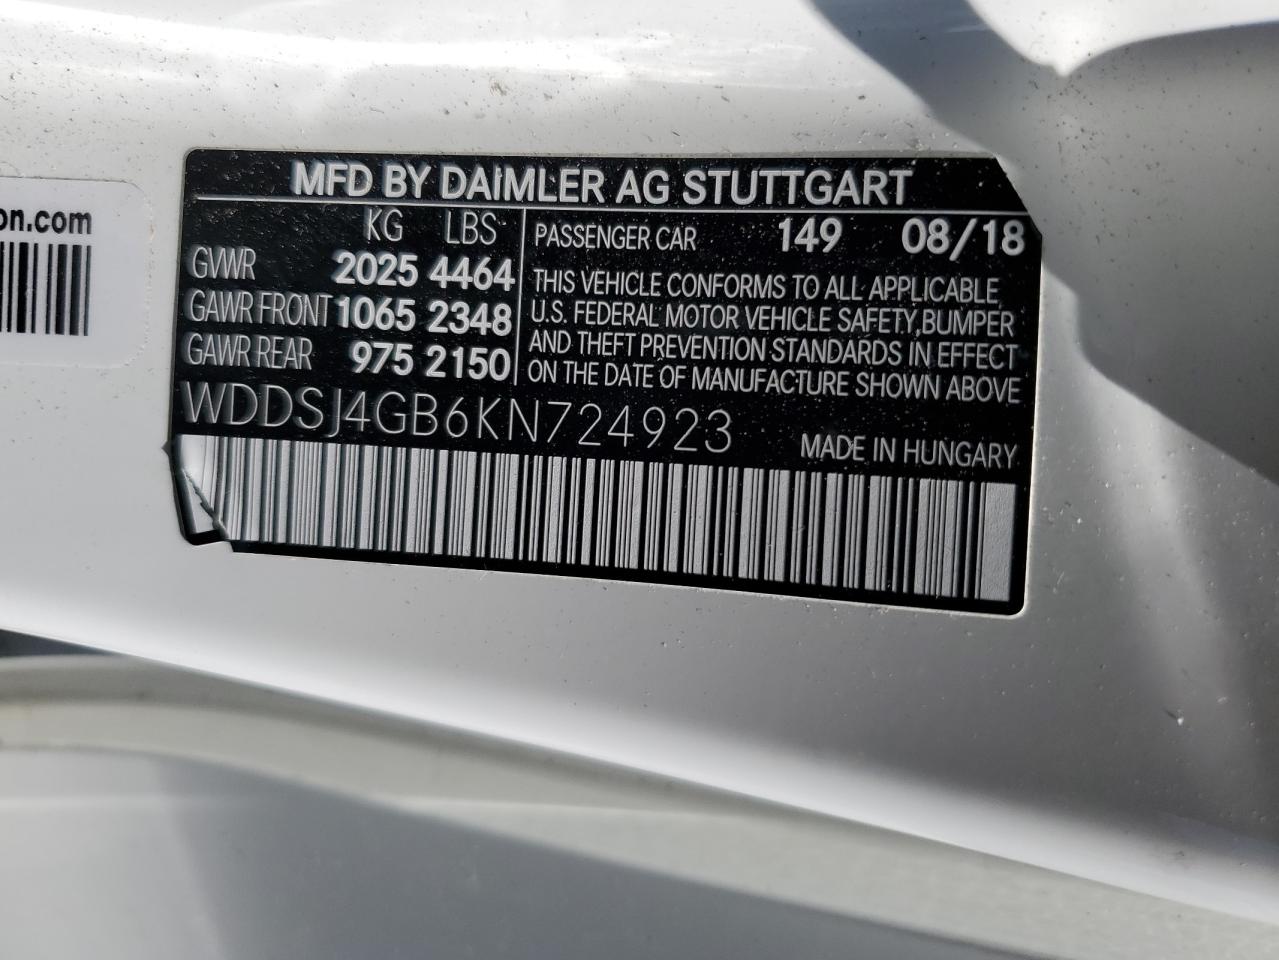 on.com
MFD BY DAIMLER AG STUTTGART
KG LBS
GVWR 2025 4464
GAWR FRONT 1065 2348
GAWR REAR 975 2150
PASSENGER CAR 149 08/18
THIS VEHICLE CONFORMS TO ALL APPLICABLE
U.S. FEDERAL MOTOR VEHICLE SAFETY, BUMPER
AND THEFT PREVENTION STANDARDS IN EFFECT
ON THE DATE OF MANUFACTURE SHOWN ABOVE
WDDSJ4GB6KN724923
MADE IN HUNGARY